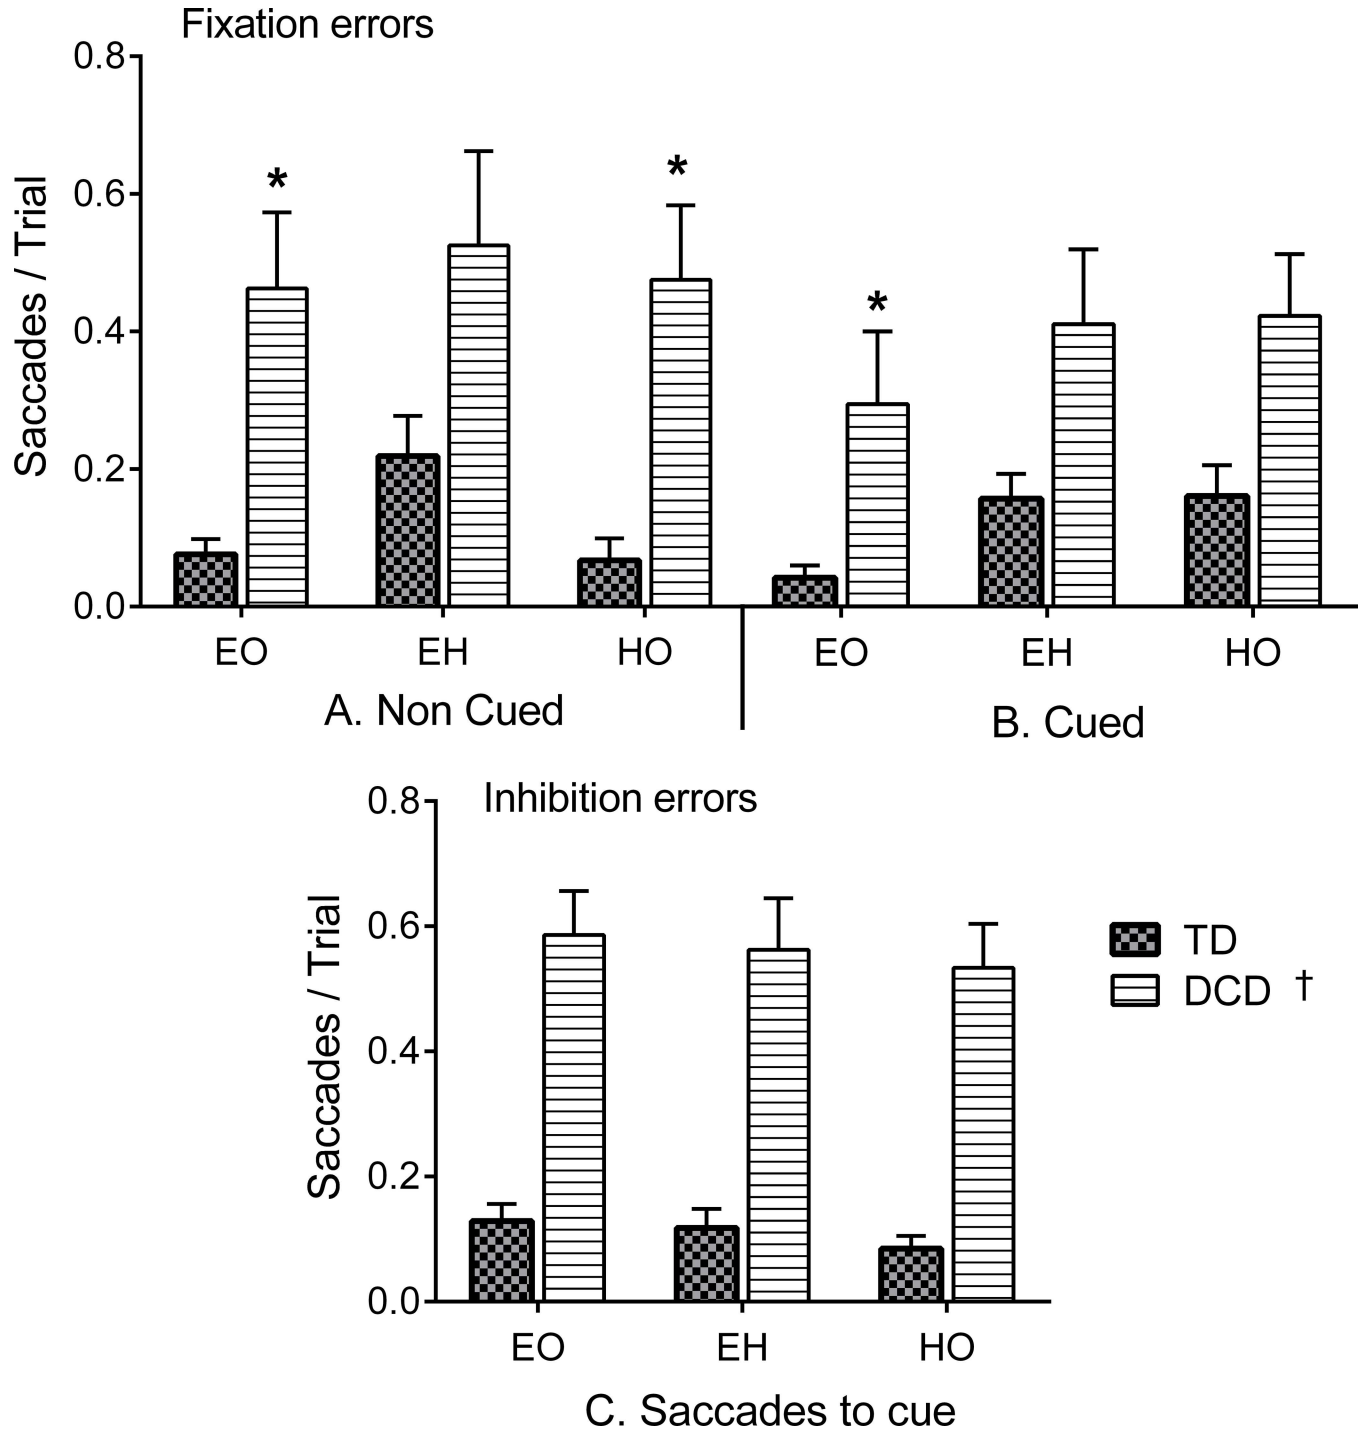 Fixation errors
Saccades / Trial
0.8
0.6
0.4
0.2
0.0
*
*
*
EO EH HO EO EH HO
A. Non Cued B. Cued
Inhibition errors
Saccades / Trial
0.8
0.6
0.4
0.2
0.0
EO EH HO
C. Saccades to cue
TD
DCD †